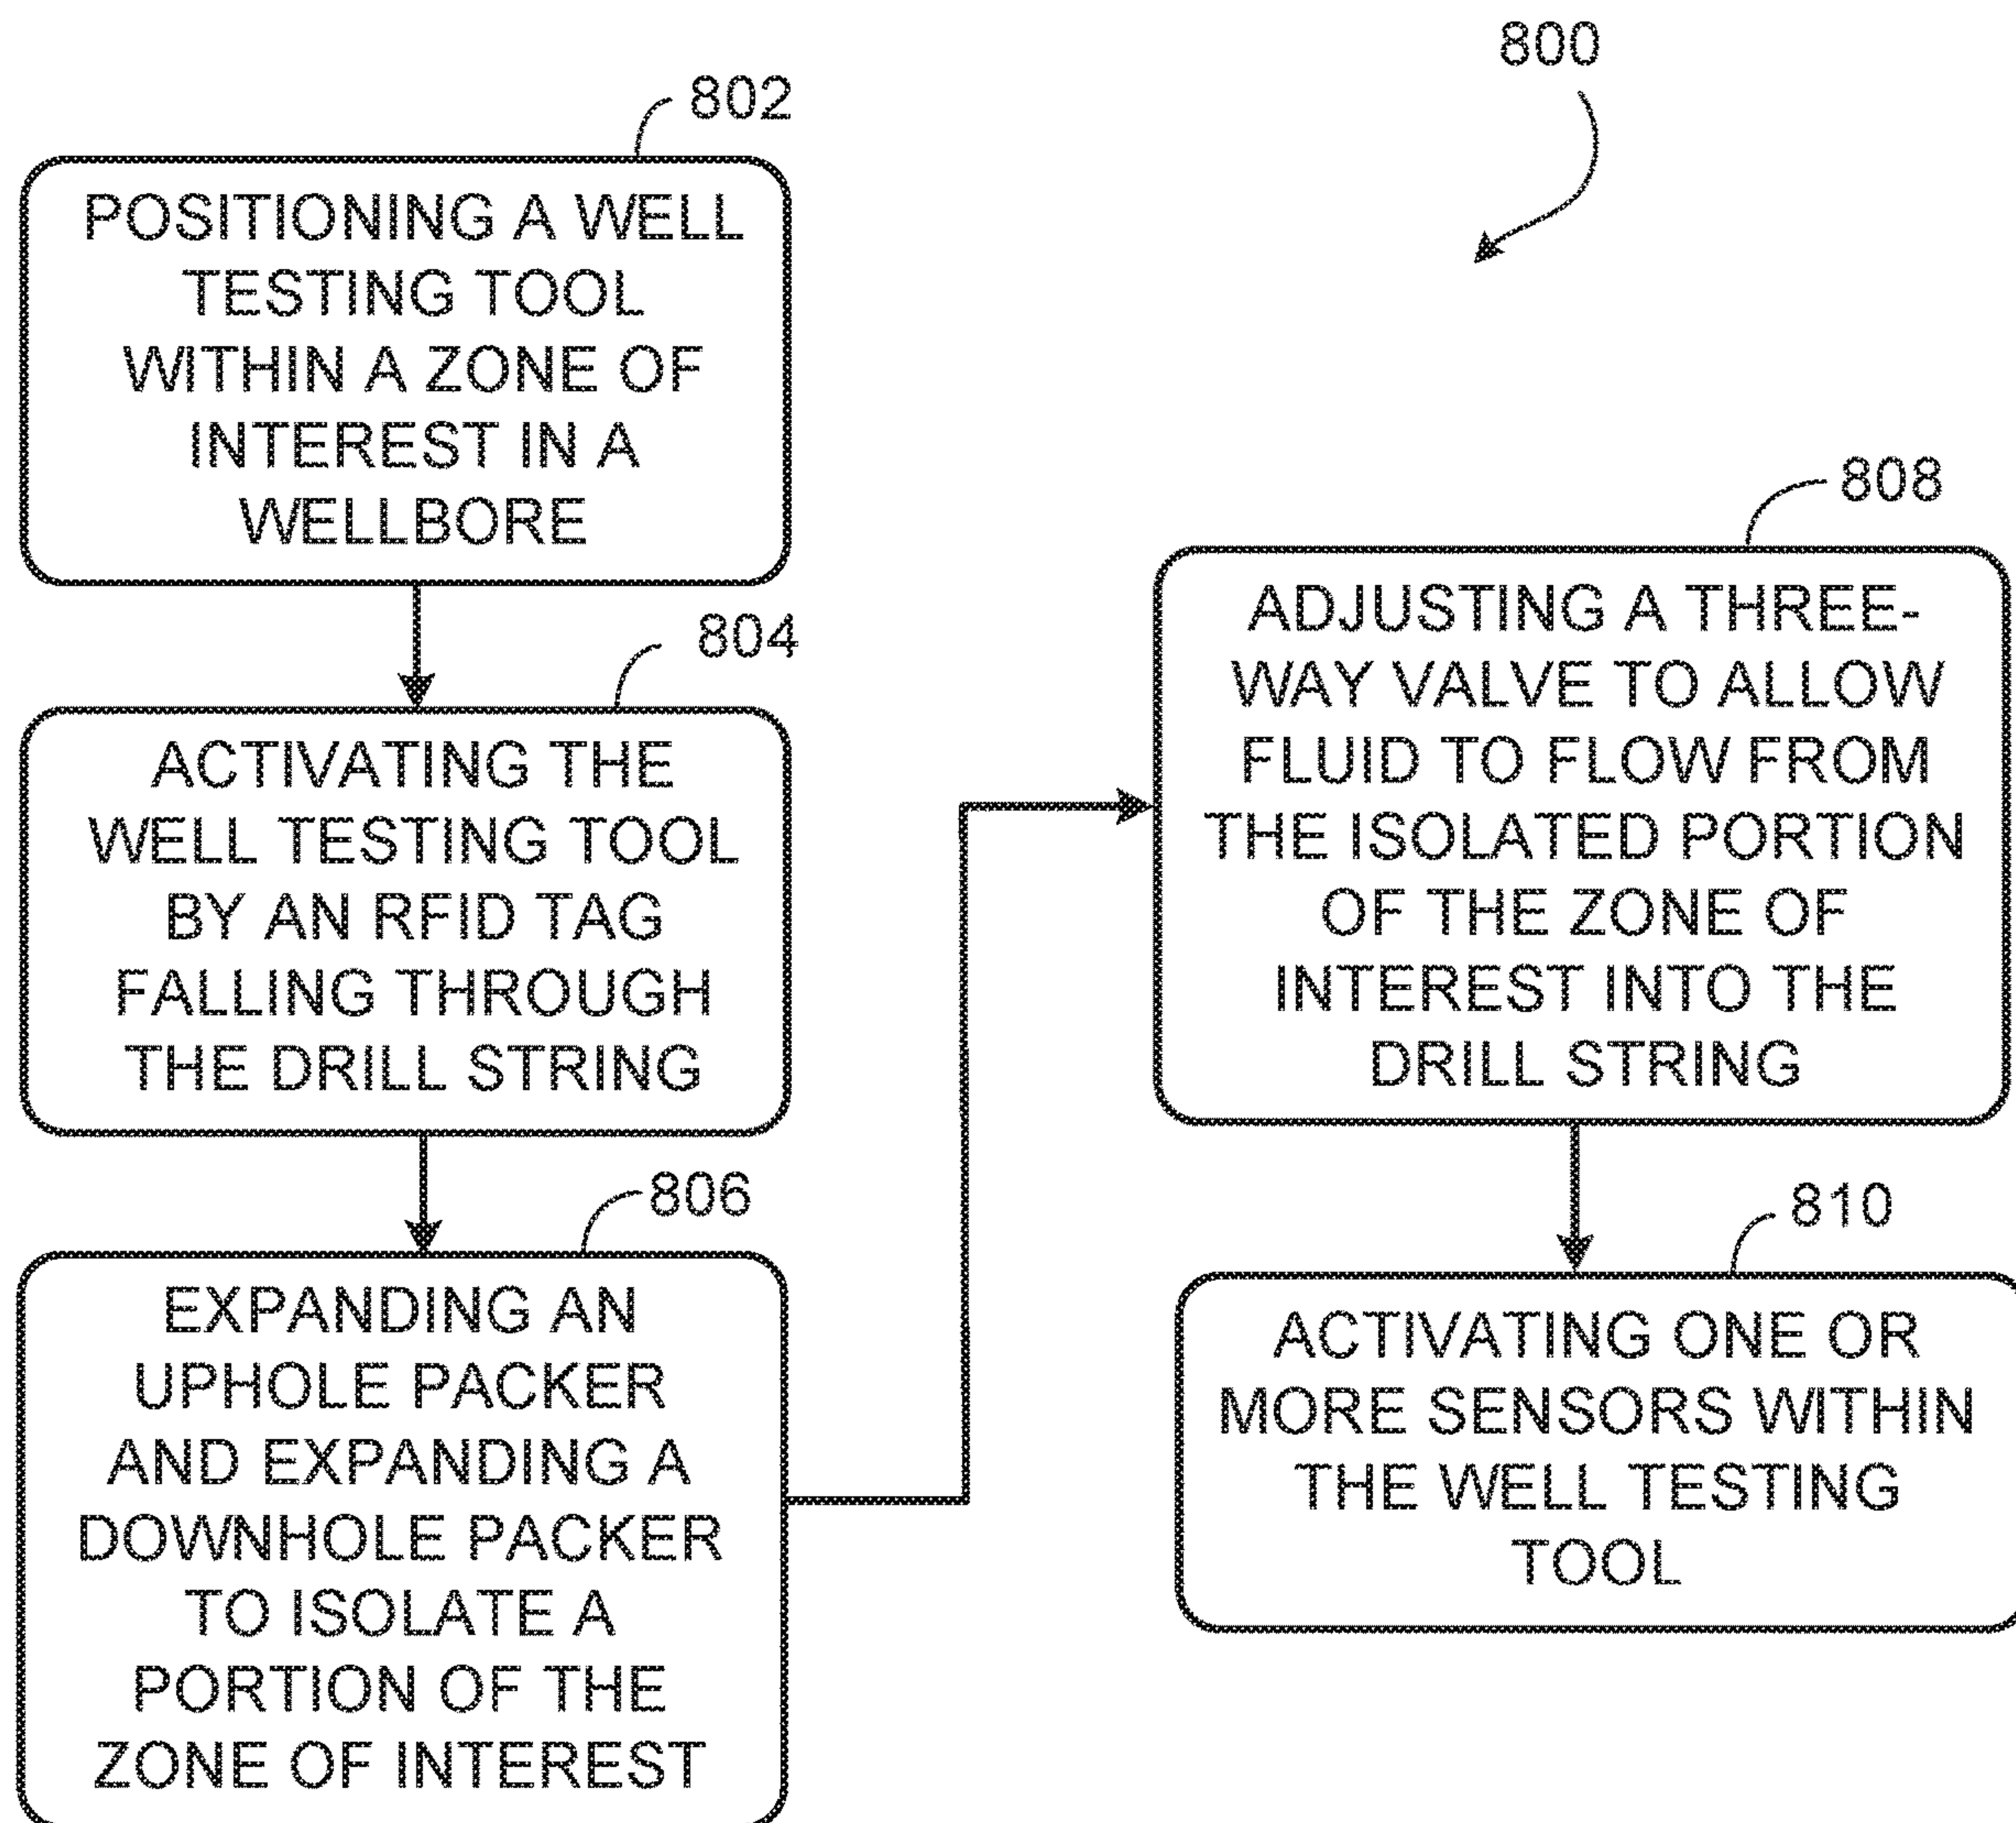 800
802
POSITIONING A WELL
TESTING TOOL
WITHIN A ZONE OF
INTEREST IN A
WELLBORE
804
ACTIVATING THE
WELL TESTING TOOL
BY AN RFID TAG
FALLING THROUGH
THE DRILL STRING
806
EXPANDING AN
UPHOLE PACKER
AND EXPANDING A
DOWNHOLE PACKER
TO ISOLATE A
PORTION OF THE
ZONE OF INTEREST
808
ADJUSTING A THREE-
WAY VALVE TO ALLOW
FLUID TO FLOW FROM
THE ISOLATED PORTION
OF THE ZONE OF
INTEREST INTO THE
DRILL STRING
810
ACTIVATING ONE OR
MORE SENSORS WITHIN
THE WELL TESTING
TOOL